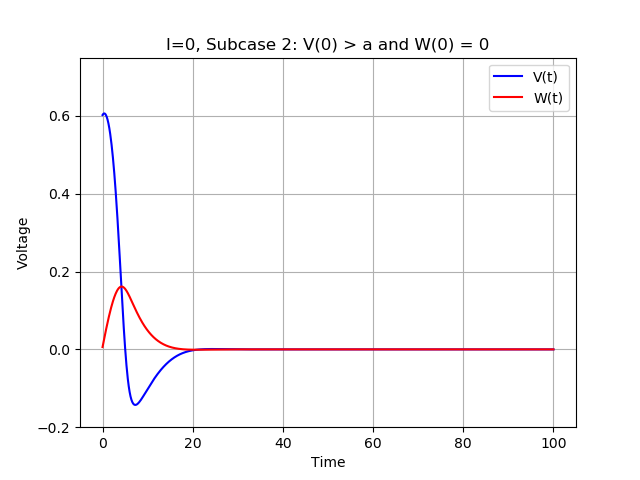 I=0, Subcase 2: V(0) > a and W(0) = 0
V(t)
W(t)
Voltage
0.6
0.4
0.2
0.0
−0.2
0 20 40 60 80 100
Time